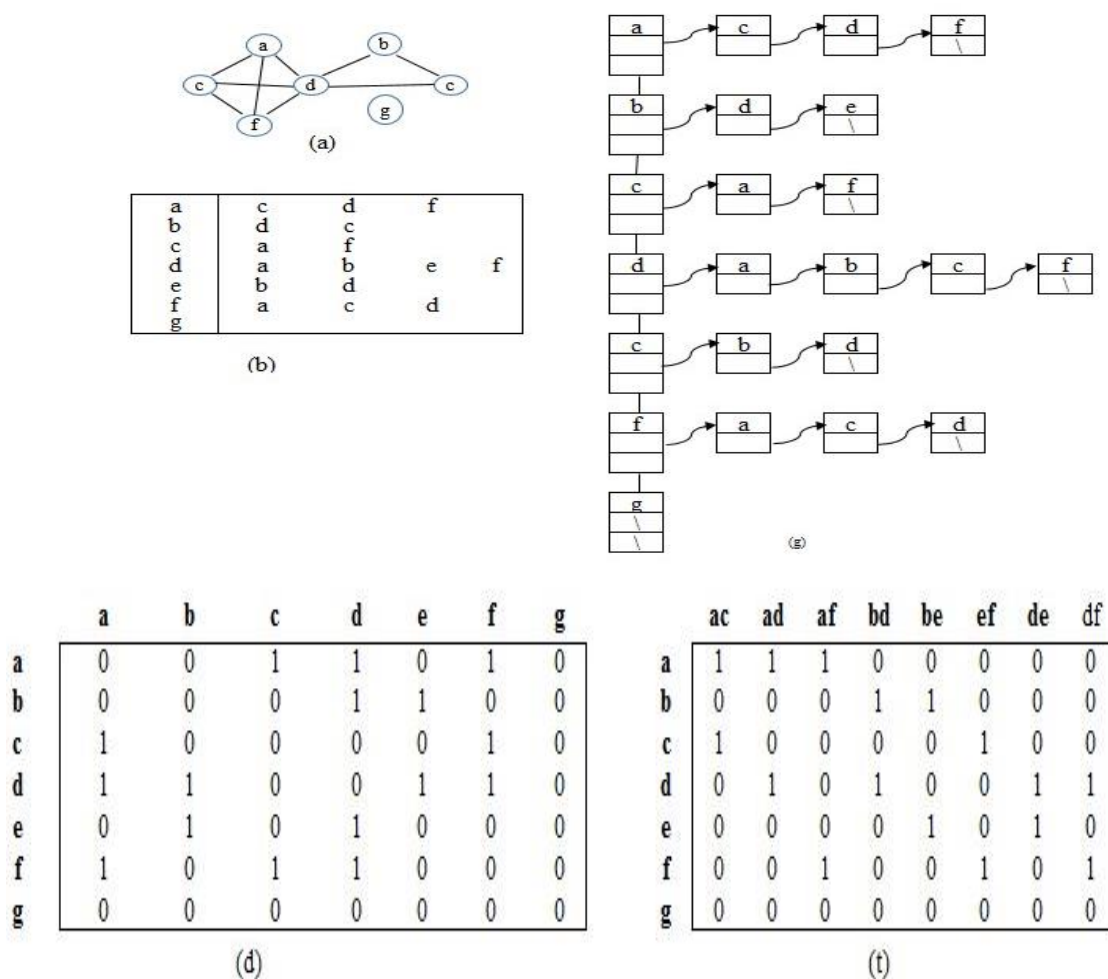 a b
c d c
g
f
(a)
a c d f
b d c
c a f
d a b e f
e b d
f a c d
g
(b)
a c d f
b d e
c a f
d a b c f
c b d
f a c d
g
(g)
a b c d e f g
a 0 0 1 1 0 1 0
b 0 0 0 1 1 0 0
c 1 0 0 0 0 1 0
d 1 1 0 0 1 1 0
e 0 1 0 1 0 0 0
f 1 0 1 1 0 0 0
g 0 0 0 0 0 0 0
(d)
ac ad af bd be ef de df
a 1 1 1 0 0 0 0 0
b 0 0 0 1 1 0 0 0
c 1 0 0 0 0 1 0 0
d 0 1 0 1 0 0 1 1
e 0 0 0 0 1 0 1 0
f 0 0 1 0 0 1 0 1
g 0 0 0 0 0 0 0 0
(t)